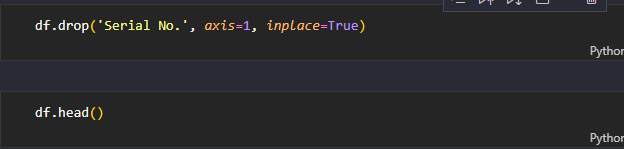 df.drop('Serial No.', axis=1, inplace=True)
Python
df.head()
Python